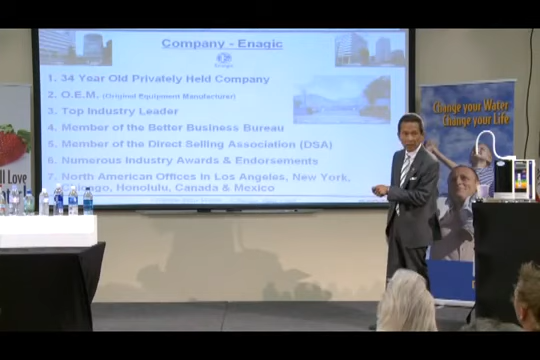 Company - Enagic
1. 34 Year Old Privately Held Company
2. O.E.M. (Original Equipment Manufacturer)
3. Top Industry Leader
4. Member of the Better Business Bureau
5. Member of the Direct Selling Association (DSA)
6. Numerous Industry Awards & Endorsements
7. North American Offices in Los Angeles, New York,
Honolulu, Canada & Mexico
Change your Water
Change your Life
Love